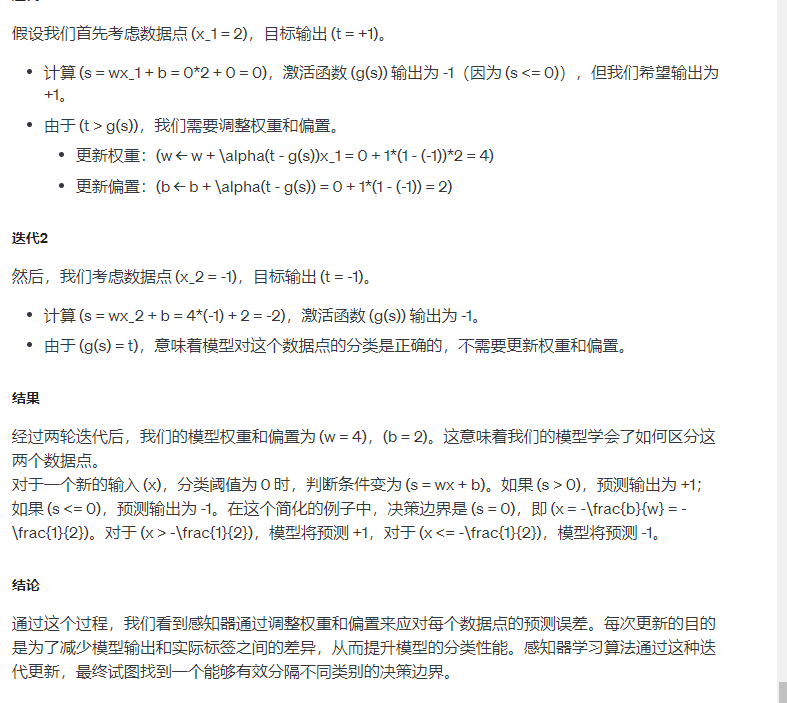 假设我们首先考虑数据点 (x_1 = 2)，目标输出 (t = +1)。
• 计算 (s = wx_1 + b = 0*2 + 0 = 0)，激活函数 (g(s)) 输出为 -1（因为 (s <= 0)），但我们希望输出为
+1。
• 由于 (t > g(s))，我们需要调整权重和偏置。
• 更新权重：(w ← w + \alpha(t - g(s))x_1 = 0 + 1*(1 - (-1))*2 = 4)
• 更新偏置：(b ← b + \alpha(t - g(s)) = 0 + 1*(1 - (-1)) = 2)
迭代2
然后，我们考虑数据点 (x_2 = -1)，目标输出 (t = -1)。
• 计算 (s = wx_2 + b = 4*(-1) + 2 = -2)，激活函数 (g(s)) 输出为 -1。
• 由于 (g(s) = t)，意味着模型对这个数据点的分类是正确的，不需要更新权重和偏置。
结果
经过两轮迭代后，我们的模型权重和偏置为 (w = 4)，(b = 2)。这意味着我们的模型学会了如何区分这
两个数据点。
对于一个新的输入 (x)，分类阈值为 0 时，判断条件变为 (s = wx + b)。如果 (s > 0)，预测输出为 +1；
如果 (s <= 0)，预测输出为 -1。在这个简化的例子中，决策边界是 (s = 0)，即 (x = -\frac{b}{w} = -
\frac{1}{2})。对于 (x > -\frac{1}{2})，模型将预测 +1，对于 (x <= -\frac{1}{2})，模型将预测 -1。
结论
通过这个过程，我们看到感知器通过调整权重和偏置来应对每个数据点的预测误差。每次更新的目的
是为了减少模型输出和实际标签之间的差异，从而提升模型的分类性能。感知器学习算法通过这种迭
代更新，最终试图找到一个能够有效分隔不同类别的决策边界。